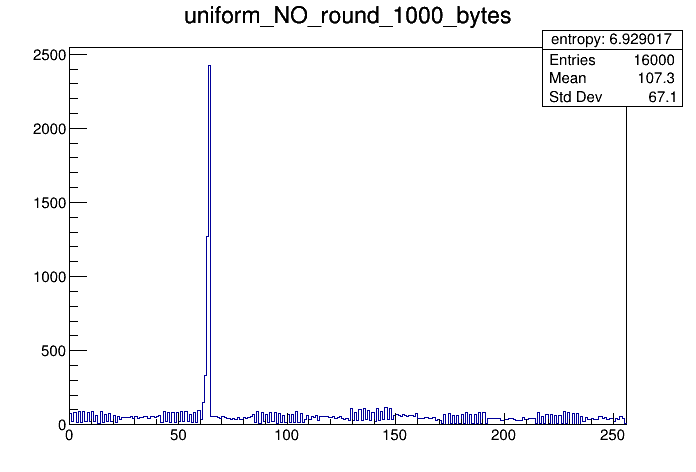 uniform_NO_round_1000_bytes
entropy: 6.929017
Entries 16000
Mean 107.3
Std Dev 67.1
2500
2000
1500
1000
500
0
0 50 100 150 200 250